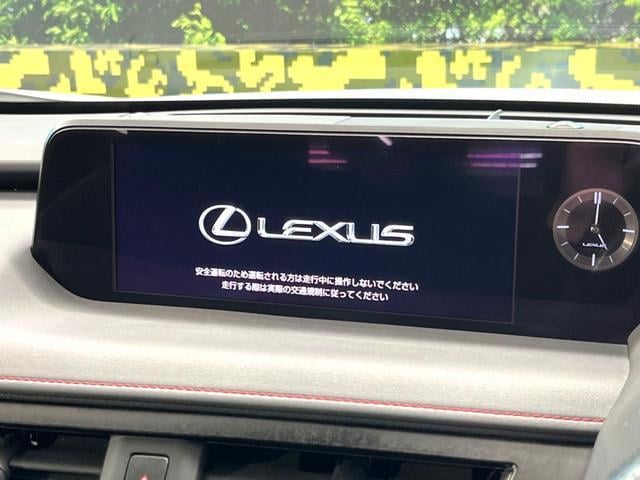 LEXUS
安全運転のため運転される方は走行中に操作しないでください
走行する際は実際の交通規制に従ってください
LEXUS